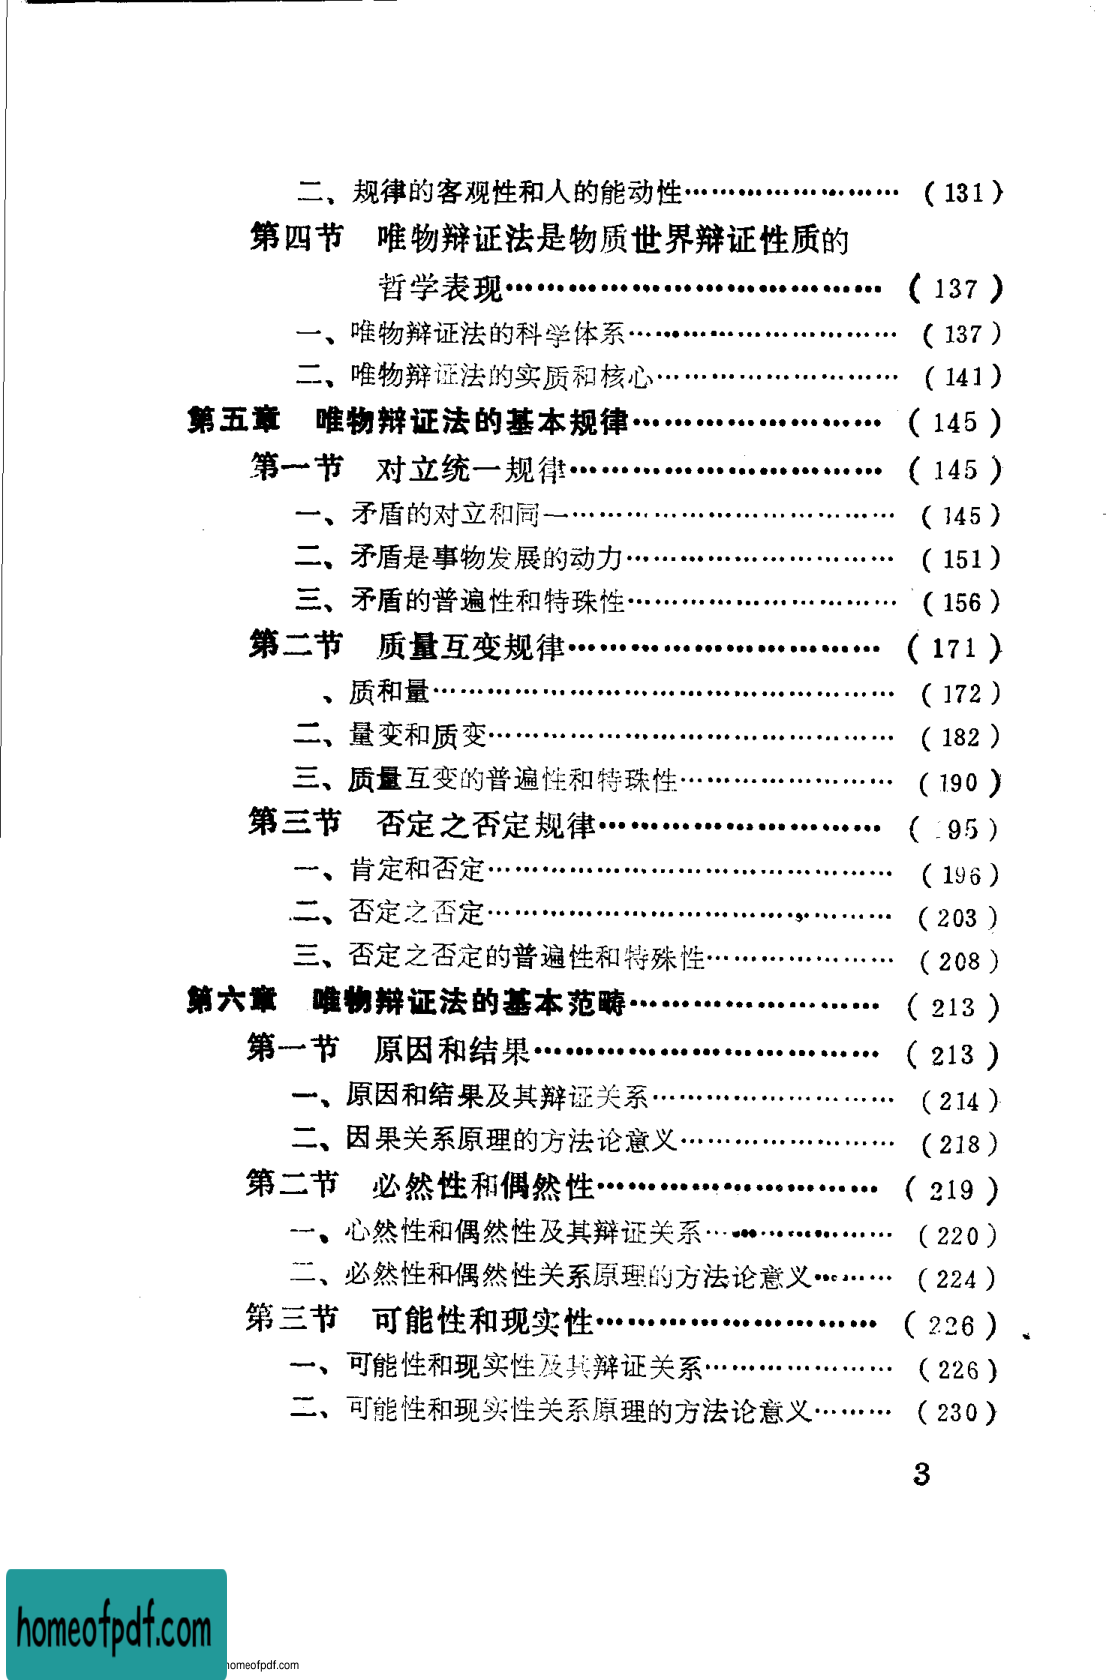 二、规律的客观性和人的能动性……………………（131）
第四节　唯物辩证法是物质世界辩证性质的
哲学表现………………………………（137）
一、唯物辩证法的科学体系………………………（137）
二、唯物辩证法的实质和核心……………………（141）
第五章　唯物辩证法的基本规律……………………（145）
第一节　对立统一规律…………………………（145）
一、矛盾的对立和同一……………………………（145）
二、矛盾是事物发展的动力………………………（151）
三、矛盾的普遍性和特珠性………………………（156）
第二节　质量互变规律…………………………（171）
、质和量…………………………………………（172）
二、量变和质变……………………………………（182）
三、质量互变的普遍性和特珠性…………………（190）
第三节　否定之否定规律………………………（95）
一、肯定和否定……………………………………（196）
二、否定之否定……………………………………（203）
三、否定之否定的普遍性和特殊性………………（208）
第六章　唯物辩证法的基本范畴……………………（213）
第一节　原因和结果……………………………（213）
一、原因和结果及其辩证关系……………………（214）
二、因果关系原理的方法论意义…………………（218）
第二节　必然性和偶然性………………………（219）
一、心然性和偶然性及其辩证关系………………（220）
二、必然性和偶然性关系原理的方法论意义……（224）
第三节　可能性和现实性………………………（226）
一、可能性和现实性及其辩证关系………………（226）
二、可能性和现实性关系原理的方法论意义……（230）
3
homeofpdf.com
homeofpdf.com